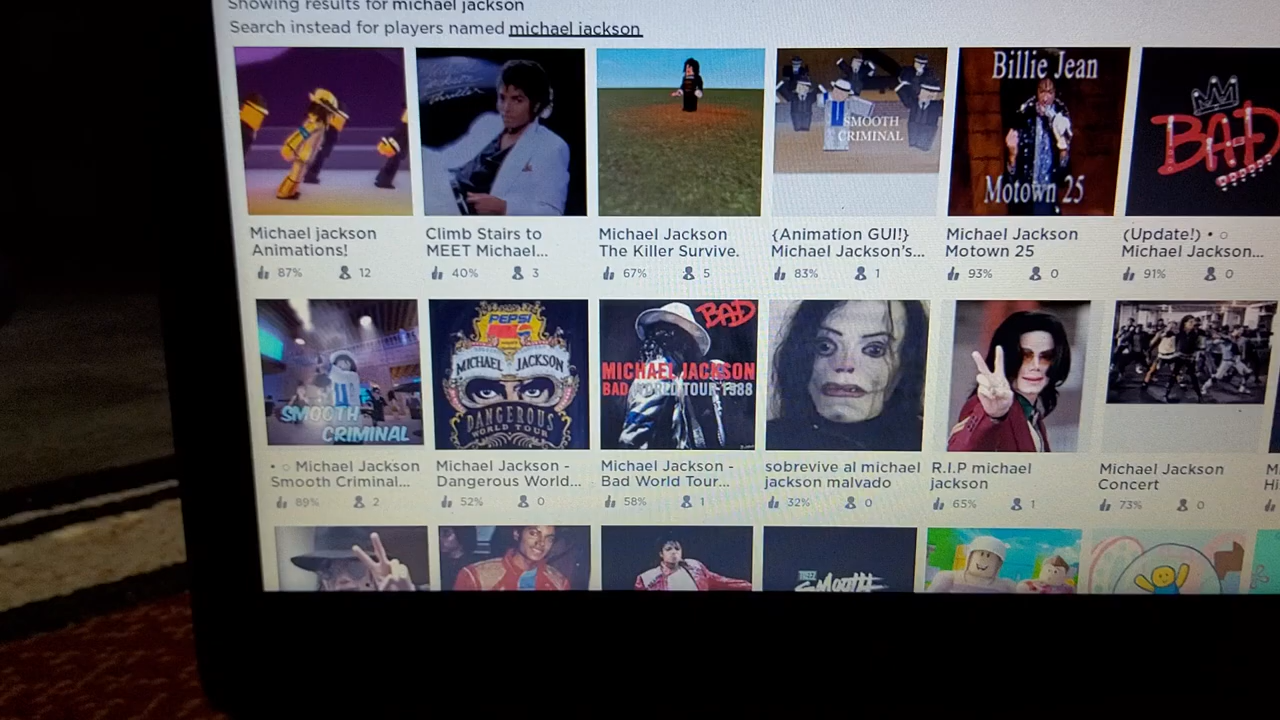 Showing results for michael jackson
Search instead for players named michael jackson
SMOOTH
CRIMINAL
Billie Jean
Motown 25
BAD
Michael jackson
Animations!
87% 12
Climb Stairs to
MEET Michael...
40% 3
Michael Jackson
The Killer Survive.
67% 5
{Animation GUI!}
Michael Jackson's...
83% 1
Michael Jackson
Motown 25
93% 0
(Update!) • ○
Michael Jackson...
91% 0
SMOOTH
CRIMINAL
PEPSI
MICHAEL JACKSON
DANGEROUS
WORLD TOUR
BAD
MICHAEL JACKSON
BAD WORLD TOUR 1988
• ○ Michael Jackson
Smooth Criminal...
89% 2
Michael Jackson -
Dangerous World...
52% 0
Michael Jackson -
Bad World Tour...
58% 1
sobrevive al michael
jackson malvado
32% 0
R.I.P michael
jackson
65% 1
Michael Jackson
Concert
73% 0
M
Hi
SMOOTH